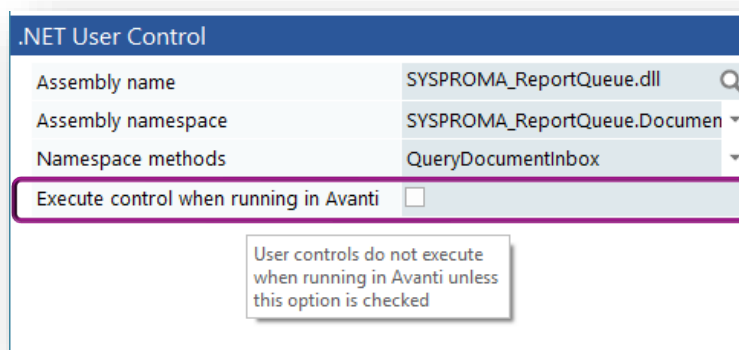 .NET User Control
Assembly name SYSPROMA_ReportQueue.dll
Assembly namespace SYSPROMA_ReportQueue.Documen
Namespace methods QueryDocumentInbox
Execute control when running in Avanti
User controls do not execute
when running in Avanti unless
this option is checked